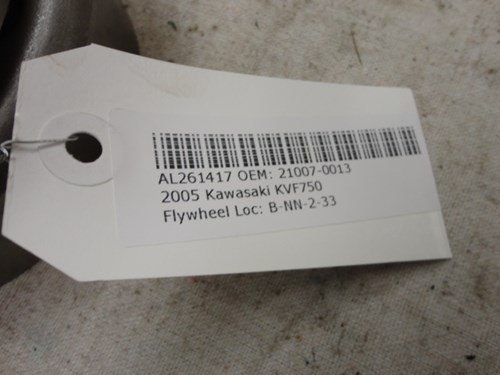 AL261417 OEM: 21007-0013
2005 Kawasaki KVF750
Flywheel Loc: B-NN-2-33